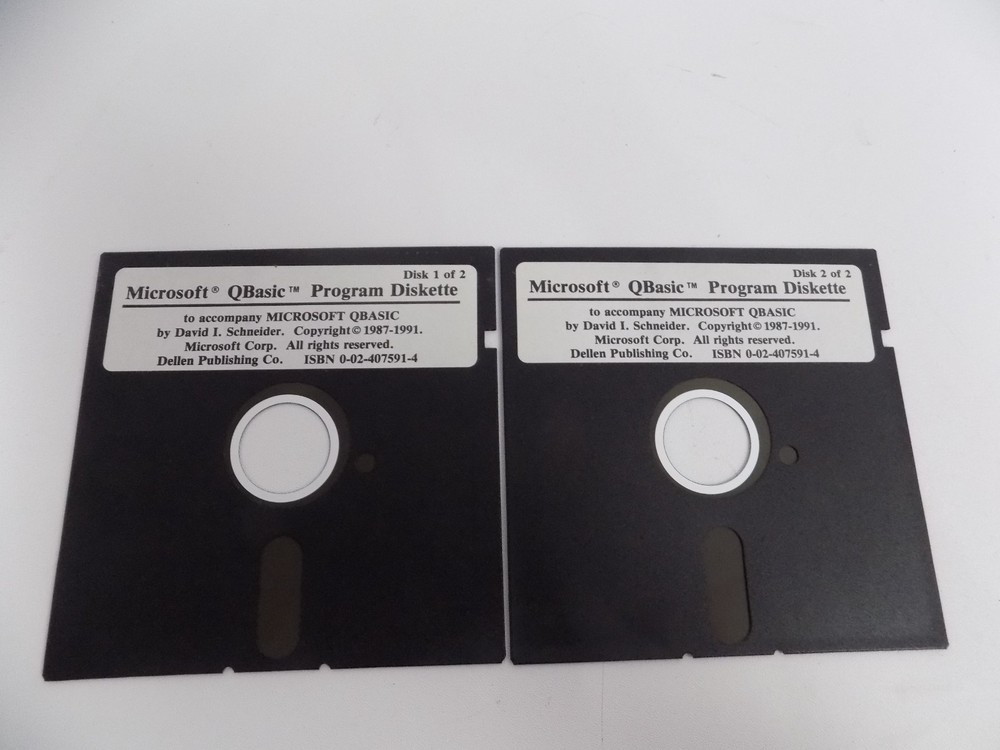 Disk 1 of 2
Microsoft® QBasic™ Program Diskette
to accompany MICROSOFT QBASIC
by David I. Schneider. Copyright © 1987-1991.
Microsoft Corp. All rights reserved.
Dellen Publishing Co. ISBN 0-02-407591-4
Disk 2 of 2
Microsoft® QBasic™ Program Diskette
to accompany MICROSOFT QBASIC
by David I. Schneider. Copyright © 1987-1991.
Microsoft Corp. All rights reserved.
Dellen Publishing Co. ISBN 0-02-407591-4